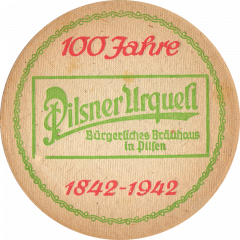 100 Jahre
Pilsner Urquell
Bürgerliches Bräuhaus
in Pilsen
1842-1942